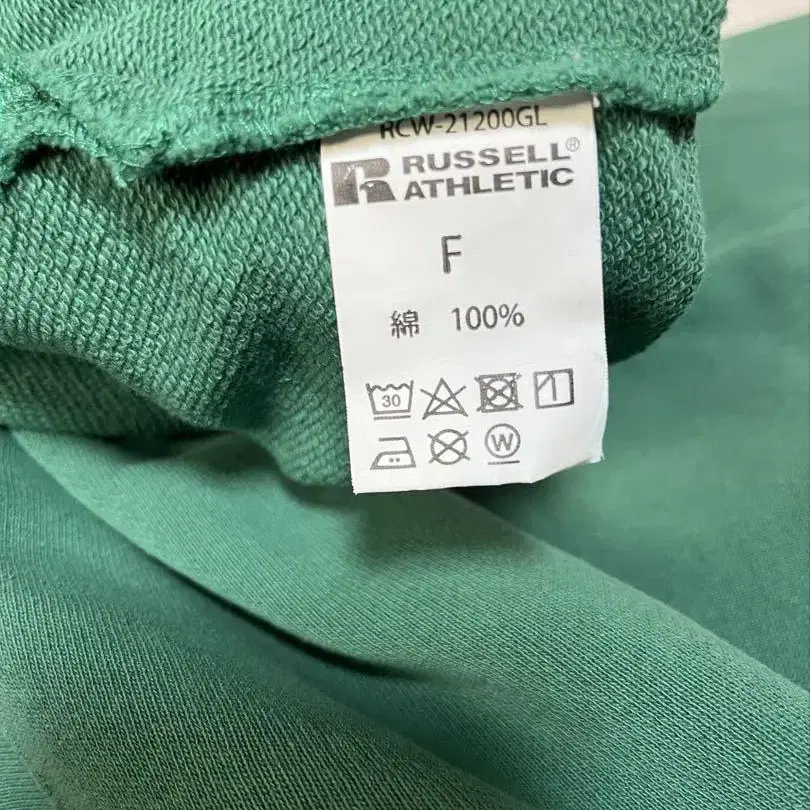 RCW-21200GL
RUSSELL®
ATHLETIC
F
綿 100%
30
W